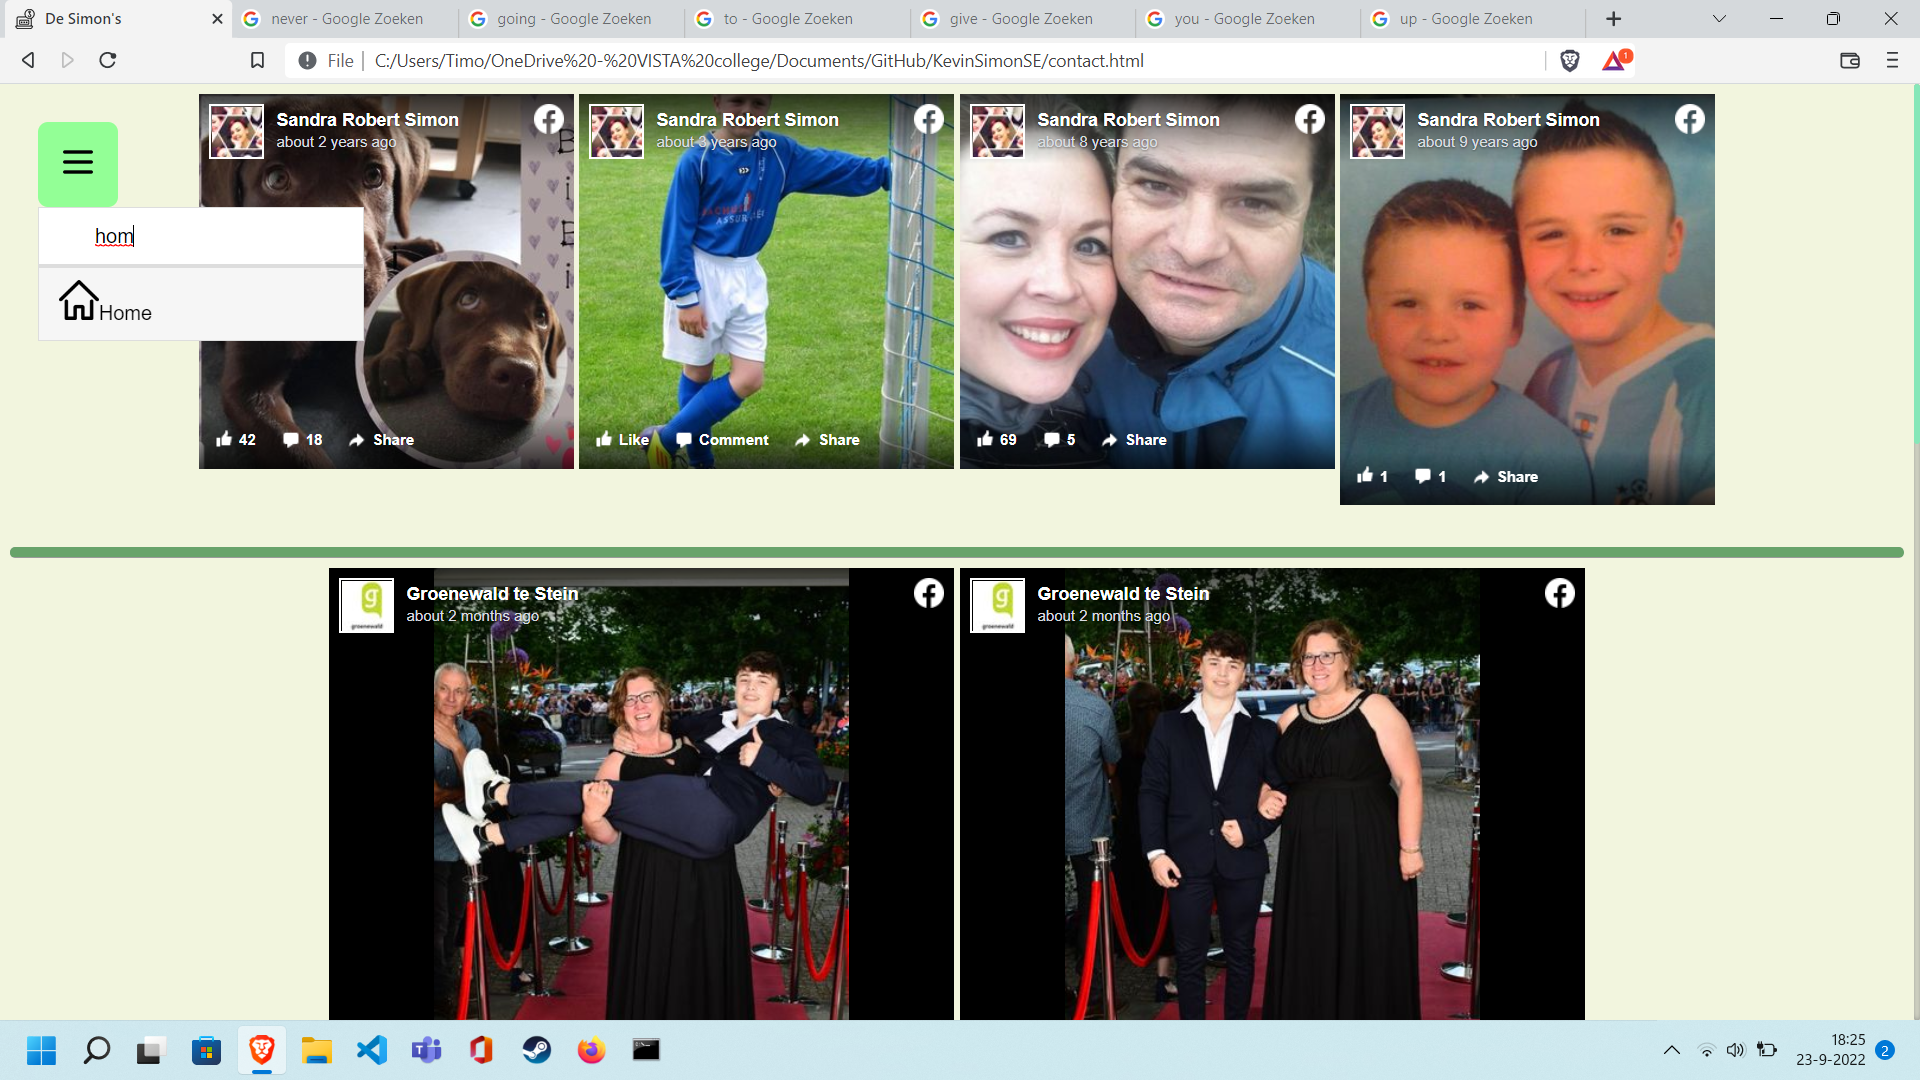 De Simon's
never - Google Zoeken
going - Google Zoeken
to - Google Zoeken
give - Google Zoeken
you - Google Zoeken
up - Google Zoeken
File
C:/Users/Timo/OneDrive%20-%20VISTA%20college/Documents/GitHub/KevinSimonSE/contact.html
1
hom
Home
Sandra Robert Simon
about 2 years ago
42 18 Share
Sandra Robert Simon
about 3 years ago
Like Comment Share
Sandra Robert Simon
about 8 years ago
69 5 Share
Sandra Robert Simon
about 9 years ago
1 1 Share
Groenewald te Stein
about 2 months ago
groenewald
Groenewald te Stein
about 2 months ago
groenewald
18:25
23-9-2022
2